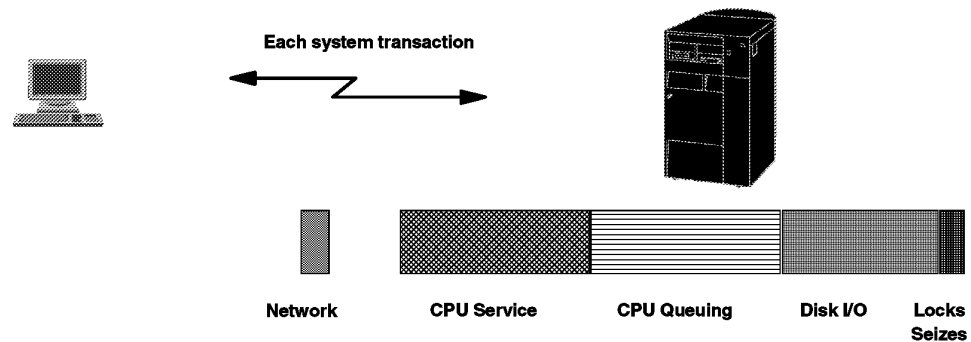 Each system transaction
Network
CPU Service
CPU Queuing
Disk I/O
Locks
Seizes